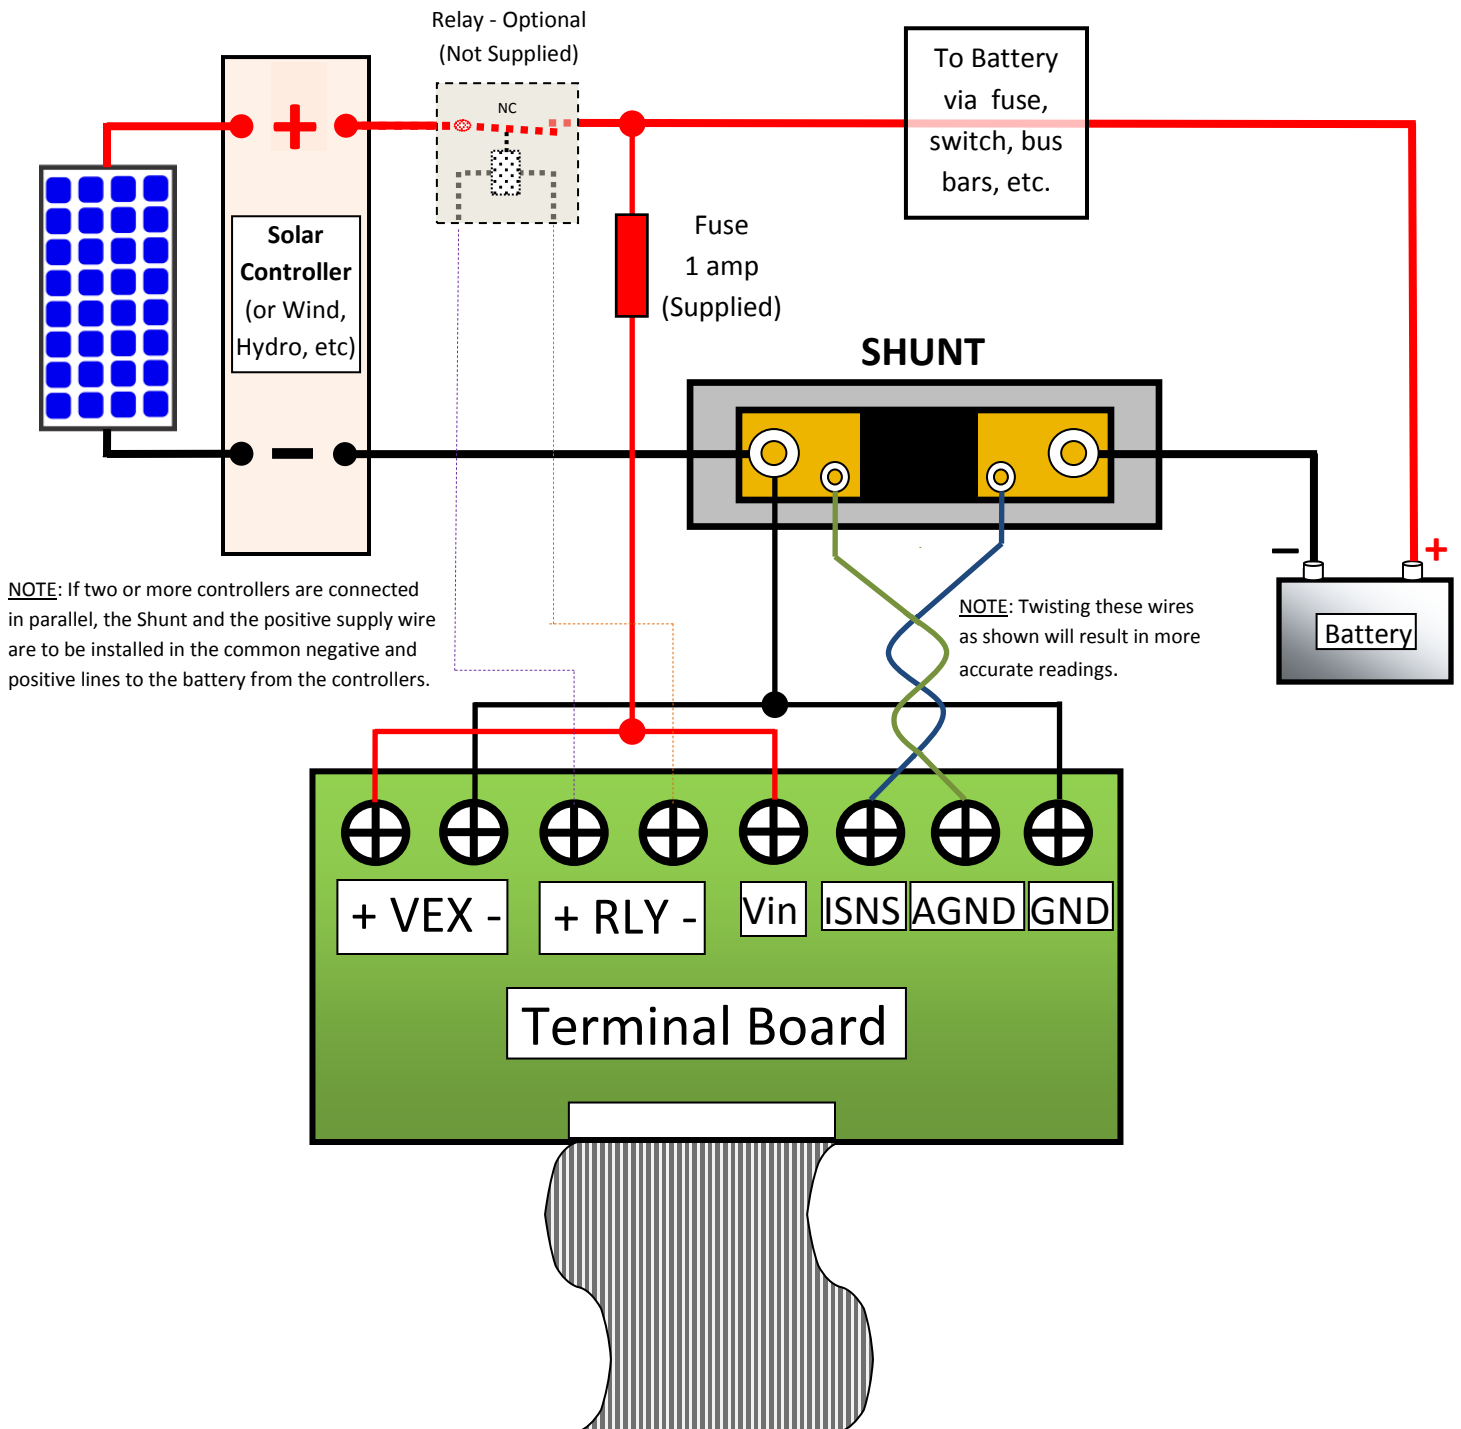 Relay - Optional
(Not Supplied)
NC
+
To Battery
via fuse,
switch, bus
bars, etc.
Solar
Controller
(or Wind,
Hydro, etc)
Fuse
1 amp
(Supplied)
SHUNT
−
− +
NOTE: If two or more controllers are connected
in parallel, the Shunt and the positive supply wire
are to be installed in the common negative and
positive lines to the battery from the controllers.
NOTE: Twisting these wires
as shown will result in more
accurate readings.
Battery
+ VEX -
+ RLY -
Vin
ISNS
AGND
GND
Terminal Board